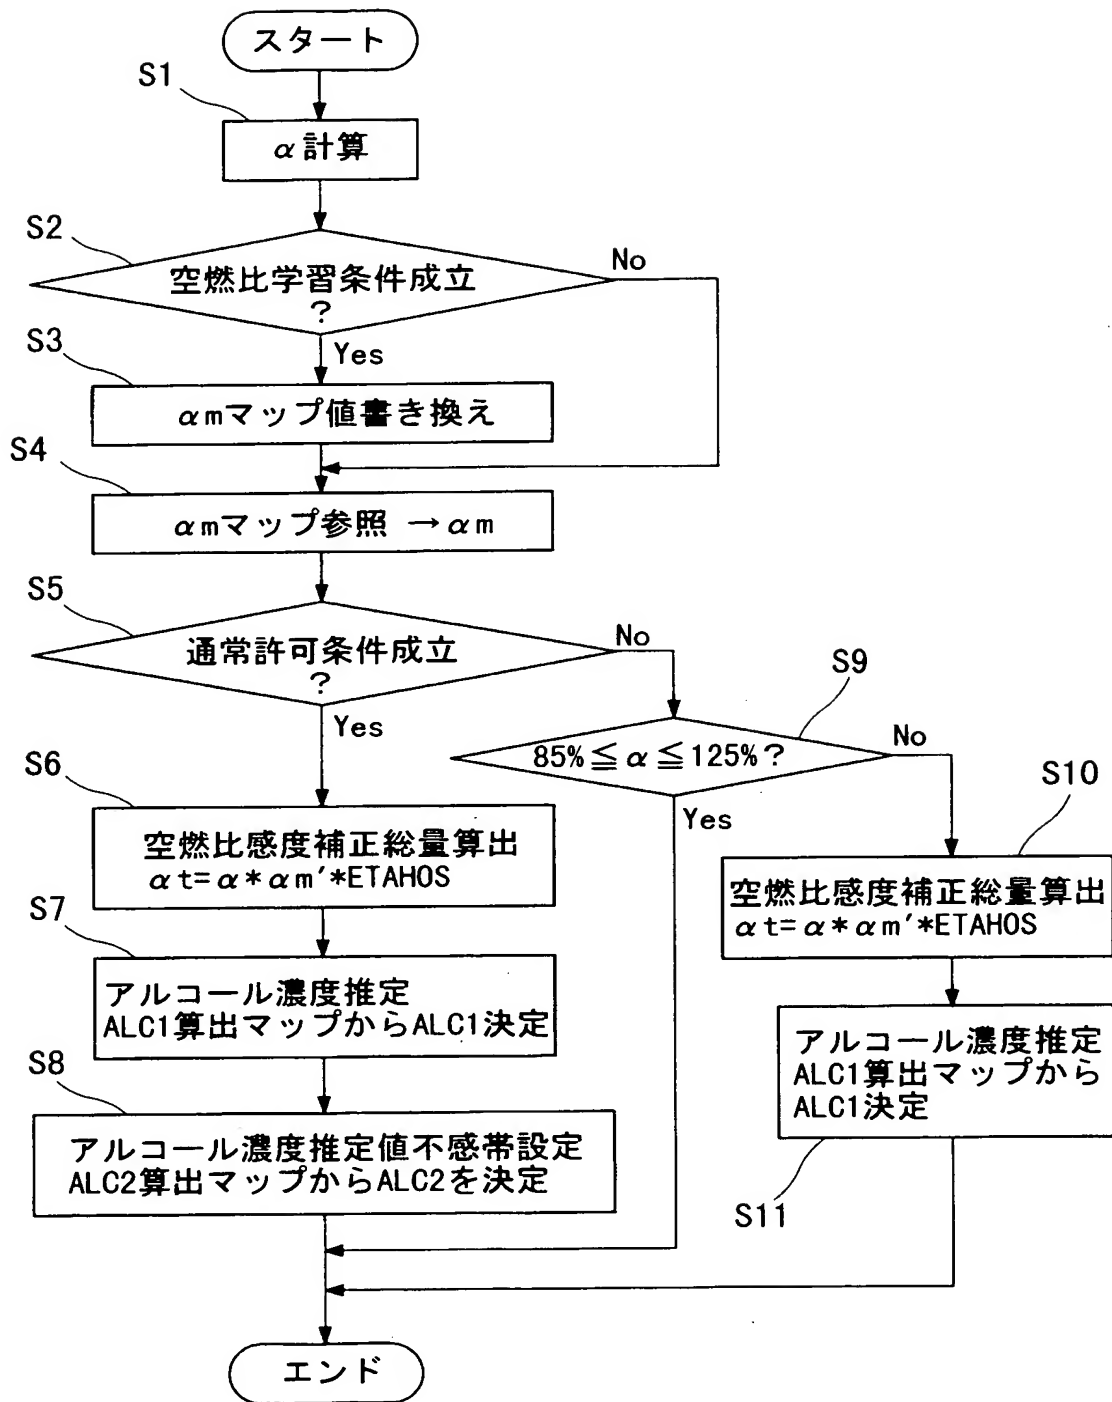 スタート
S1
α計算
S2
空燃比学習条件成立
?
No
Yes
S3
αmマップ値書き換え
S4
αmマップ参照 →αm
S5
通常許可条件成立
?
No
Yes
S9
85%≦α≦125%?
No
Yes
S6
空燃比感度補正総量算出
αt=α*αm′*ETAHOS
S10
空燃比感度補正総量算出
αt=α*αm′*ETAHOS
S7
アルコール濃度推定
ALC1算出マップからALC1決定
S11
アルコール濃度推定
ALC1算出マップから
ALC1決定
S8
アルコール濃度推定値不感帯設定
ALC2算出マップからALC2を決定
エンド